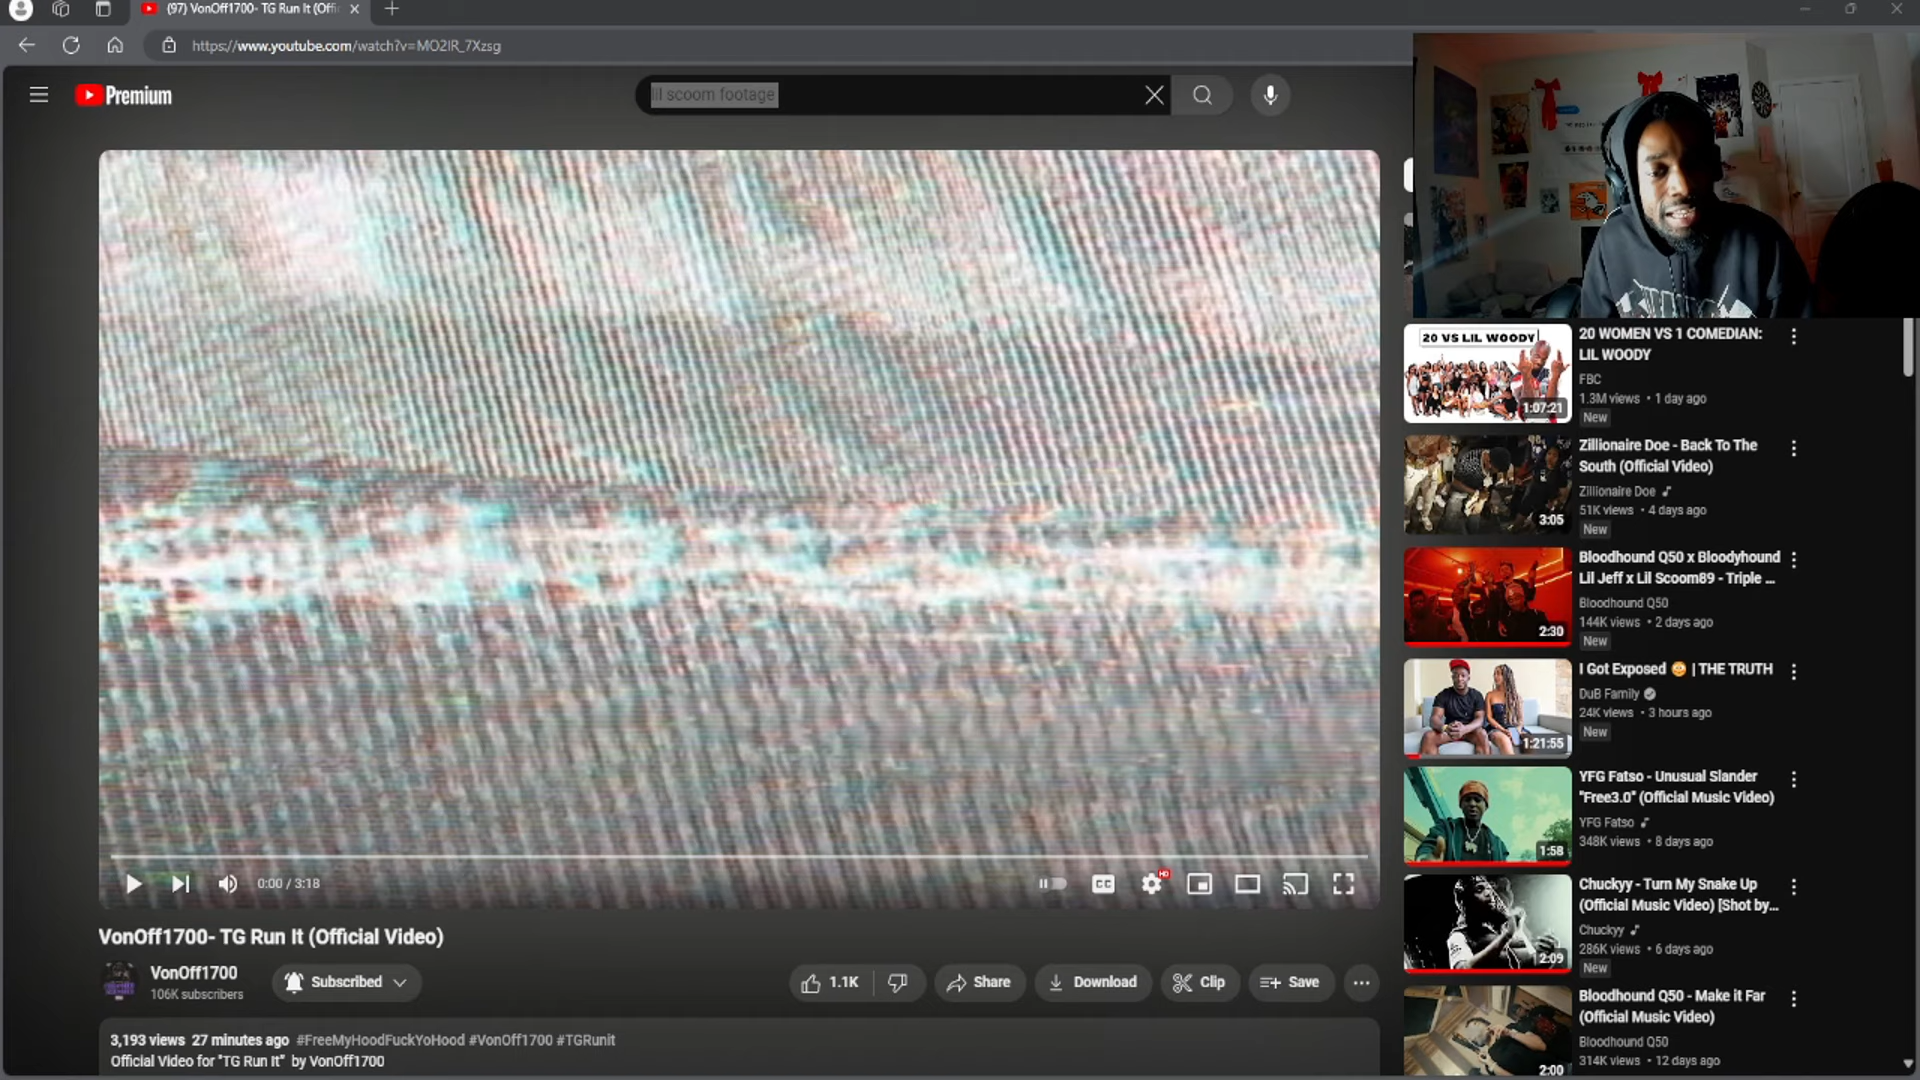 (97) VonOff1700- TG Run It (Offi
https://www.youtube.com/watch?v=MO2IR_7Xzsg
Premium
lil scoom footage
0:00 / 3:18
CC
HD
VonOff1700- TG Run It (Official Video)
VonOff1700
106K subscribers
Subscribed
1.1K
Share
Download
Clip
Save
3,193 views 27 minutes ago #FreeMyHoodFuckYoHood #VonOff1700 #TGRunit
Official Video for "TG Run It" by VonOff1700
20 VS LIL WOODY
1:07:21
20 WOMEN VS 1 COMEDIAN:
LIL WOODY
FBC
1.3M views • 1 day ago
New
3:05
Zillionaire Doe - Back To The
South (Official Video)
Zillionaire Doe
51K views • 4 days ago
New
2:30
Bloodhound Q50 x Bloodyhound
Lil Jeff x Lil Scoom89 - Triple ...
Bloodhound Q50
144K views • 2 days ago
New
1:21:55
I Got Exposed 😳 | THE TRUTH
DuB Family
24K views • 3 hours ago
New
1:58
YFG Fatso - Unusual Slander
"Free3.0" (Official Music Video)
YFG Fatso
348K views • 8 days ago
2:09
Chuckyy - Turn My Snake Up
(Official Music Video) [Shot by...
Chuckyy
286K views • 6 days ago
New
2:00
Bloodhound Q50 - Make it Far
(Official Music Video)
Bloodhound Q50
314K views • 12 days ago